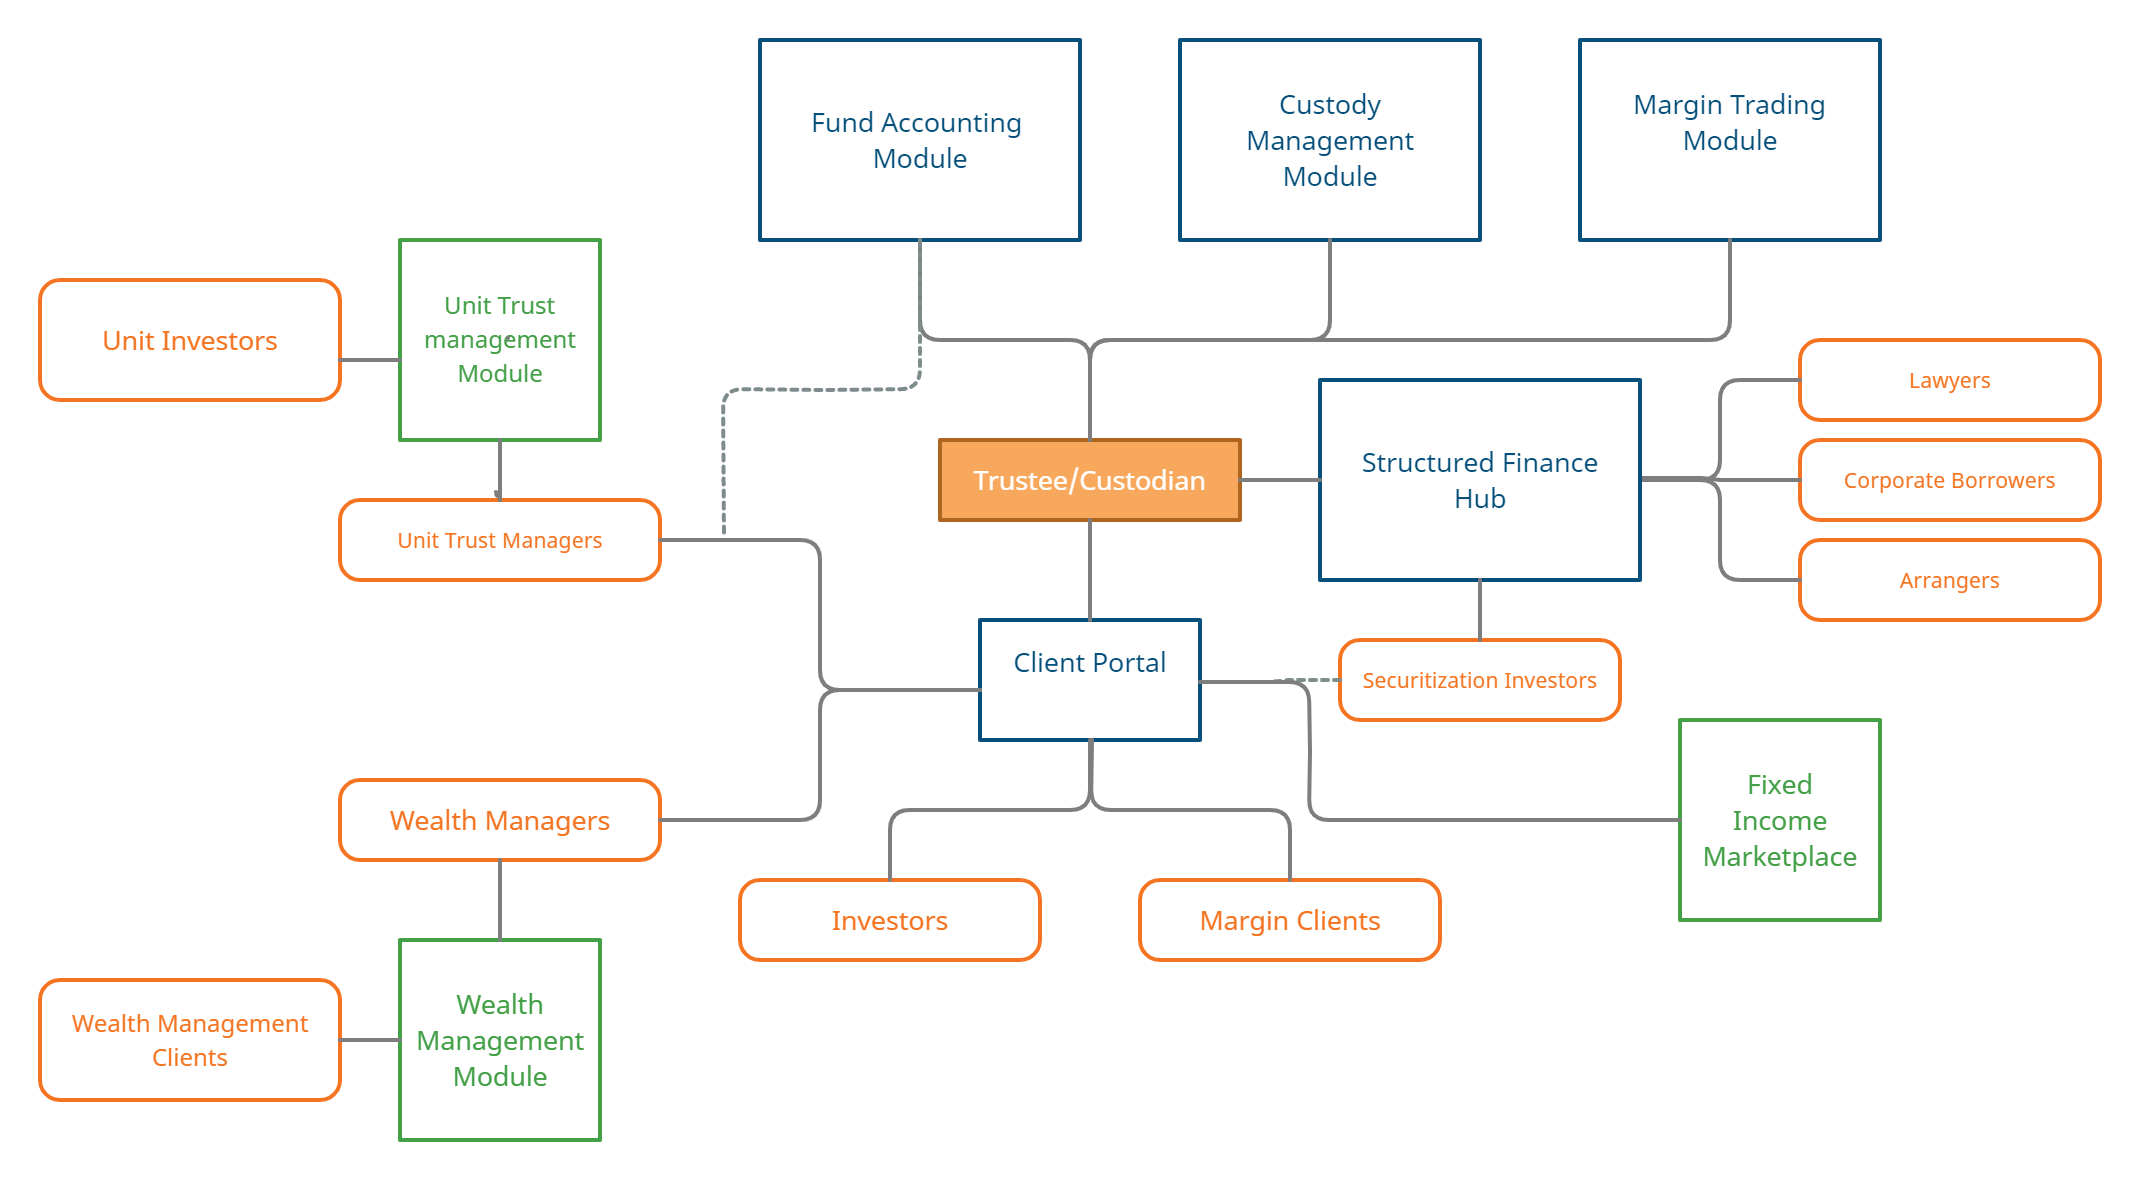 Fund Accounting
Module
Custody
Management
Module
Margin Trading
Module
Unit Investors
Unit Trust
management
Module
Lawyers
Trustee/Custodian
Structured Finance
Hub
Corporate Borrowers
Unit Trust Managers
Arrangers
Client Portal
Securitization Investors
Fixed
Income
Marketplace
Wealth Managers
Investors
Margin Clients
Wealth Management
Clients
Wealth
Management
Module